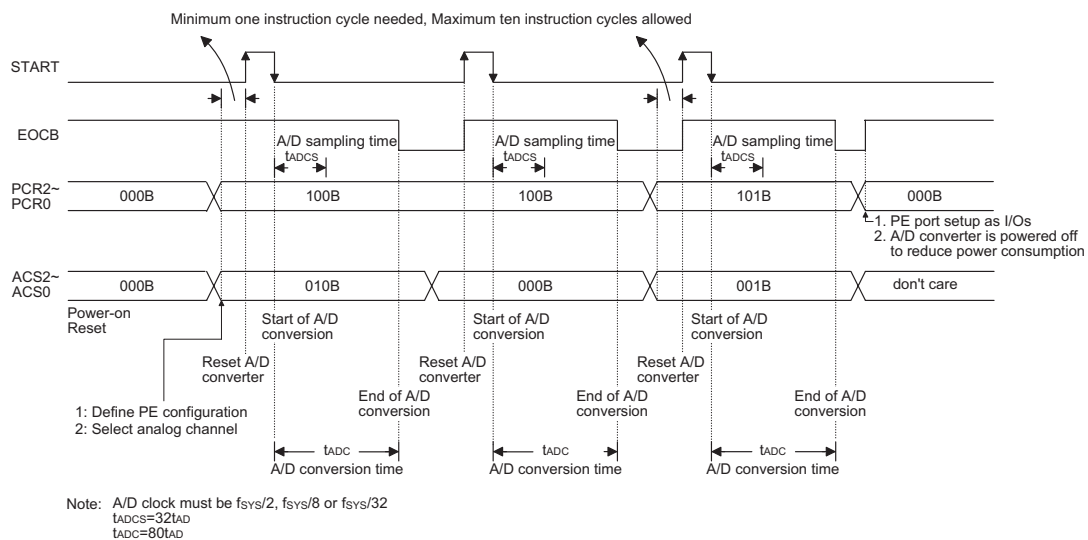 Minimum one instruction cycle needed, Maximum ten instruction cycles allowed
START
EOCB
A/D sampling time
tADCS
A/D sampling time
tADCS
A/D sampling time
tADCS
PCR2~
PCR0
000B
100B
100B
101B
000B
1. PE port setup as I/Os
2. A/D converter is powered off
to reduce power consumption
ACS2~
ACS0
000B
010B
000B
001B
don't care
Power-on
Reset
Start of A/D
conversion
Start of A/D
conversion
Start of A/D
conversion
Reset A/D
converter
Reset A/D
converter
Reset A/D
converter
1: Define PE configuration
2: Select analog channel
End of A/D
conversion
End of A/D
conversion
End of A/D
conversion
tADC
A/D conversion time
tADC
A/D conversion time
tADC
A/D conversion time
Note: A/D clock must be fSYS/2, fSYS/8 or fSYS/32
tADCS=32tAD
tADC=80tAD